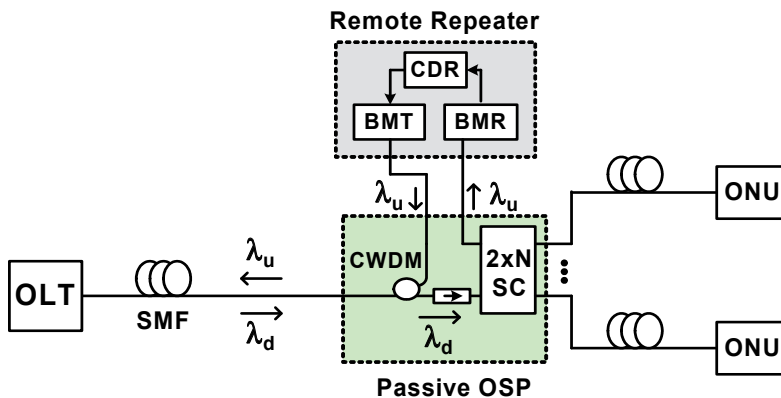 Remote Repeater
CDR
BMT
BMR
λu
λu
ONU
CWDM
2xN
SC
OLT
λu
SMF
λd
λd
ONU
Passive OSP